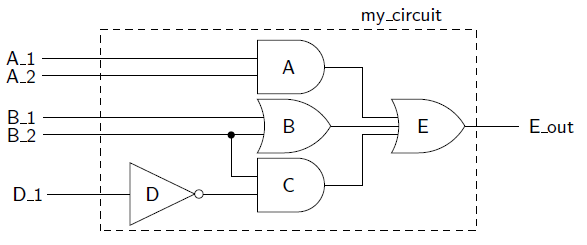 my_circuit
A_1
A_2
A
B_1
B_2
B
E
E_out
C
D_1
D